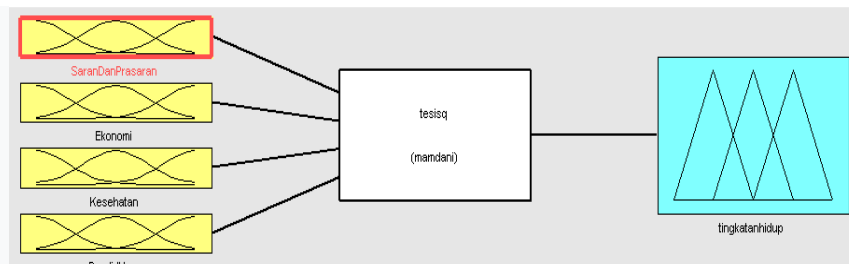 SaranDanPrasaran
Ekonomi
Kesehatan
tesisq
(mamdani)
tingkatanhidup